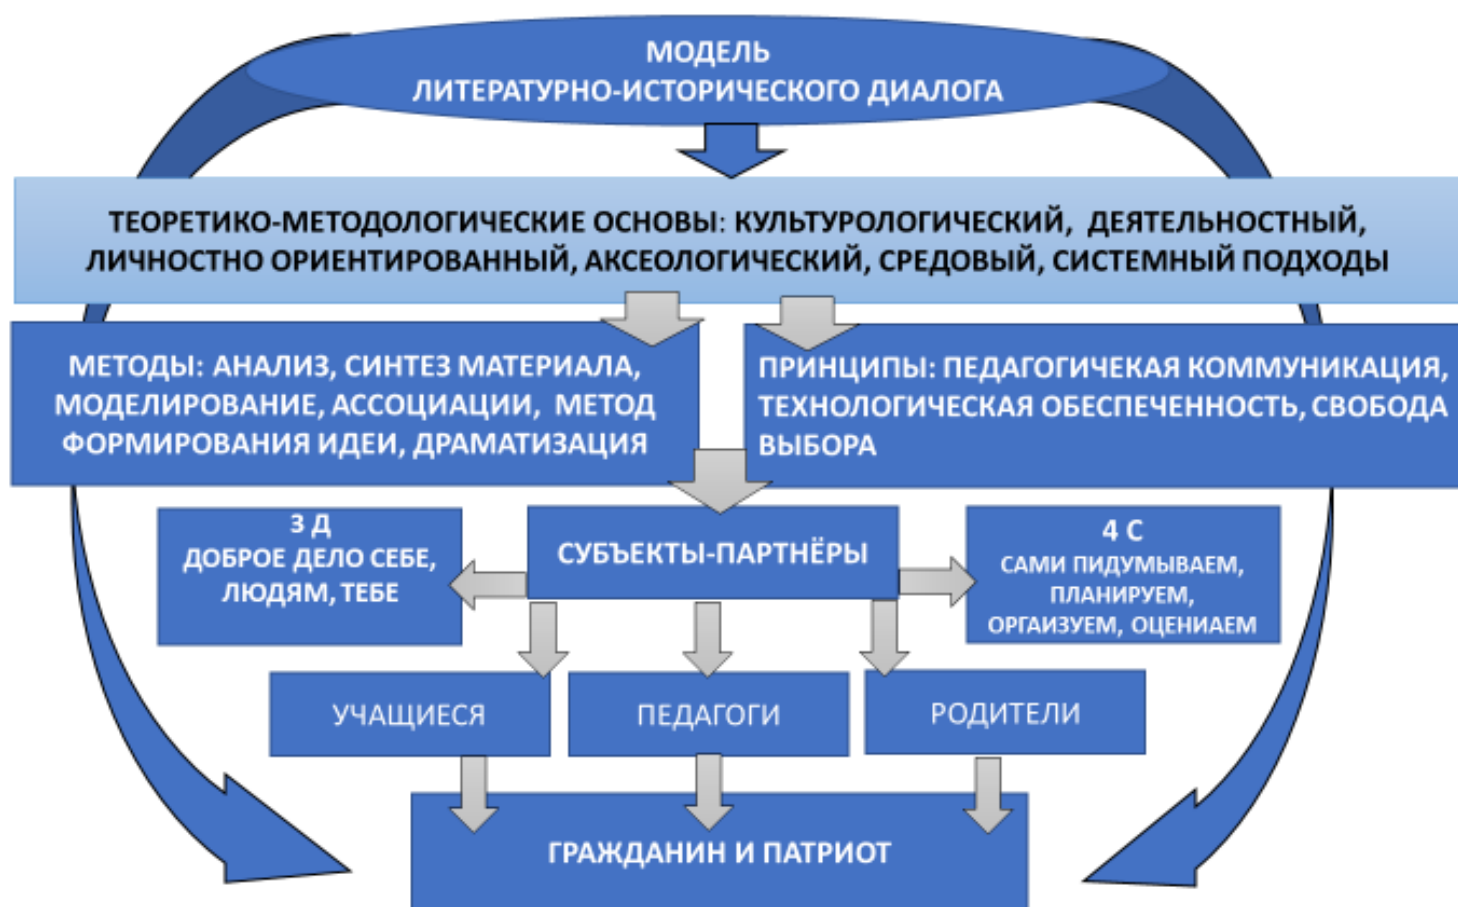 МОДЕЛЬ
ЛИТЕРАТУРНО-ИСТОРИЧЕСКОГО ДИАЛОГА
ТЕОРЕТИКО-МЕТОДОЛОГИЧЕСКИЕ ОСНОВЫ: КУЛЬТУРОЛОГИЧЕСКИЙ, ДЕЯТЕЛЬНОСТНЫЙ,
ЛИЧНОСТНО ОРИЕНТИРОВАННЫЙ, АКСЕОЛОГИЧЕСКИЙ, СРЕДОВЫЙ, СИСТЕМНЫЙ ПОДХОДЫ
МЕТОДЫ: АНАЛИЗ, СИНТЕЗ МАТЕРИАЛА,
МОДЕЛИРОВАНИЕ, АССОЦИАЦИИ, МЕТОД
ФОРМИРОВАНИЯ ИДЕИ, ДРАМАТИЗАЦИЯ
ПРИНЦИПЫ: ПЕДАГОГИЧЕКАЯ КОММУНИКАЦИЯ,
ТЕХНОЛОГИЧЕСКАЯ ОБЕСПЕЧЕННОСТЬ, СВОБОДА
ВЫБОРА
3 Д
ДОБРОЕ ДЕЛО СЕБЕ,
ЛЮДЯМ, ТЕБЕ
СУБЪЕКТЫ-ПАРТНЁРЫ
4 С
САМИ ПИДУМЫВАЕМ,
ПЛАНИРУЕМ,
ОРГАИЗУЕМ, ОЦЕНИАЕМ
УЧАЩИЕСЯ
ПЕДАГОГИ
РОДИТЕЛИ
ГРАЖДАНИН И ПАТРИОТ